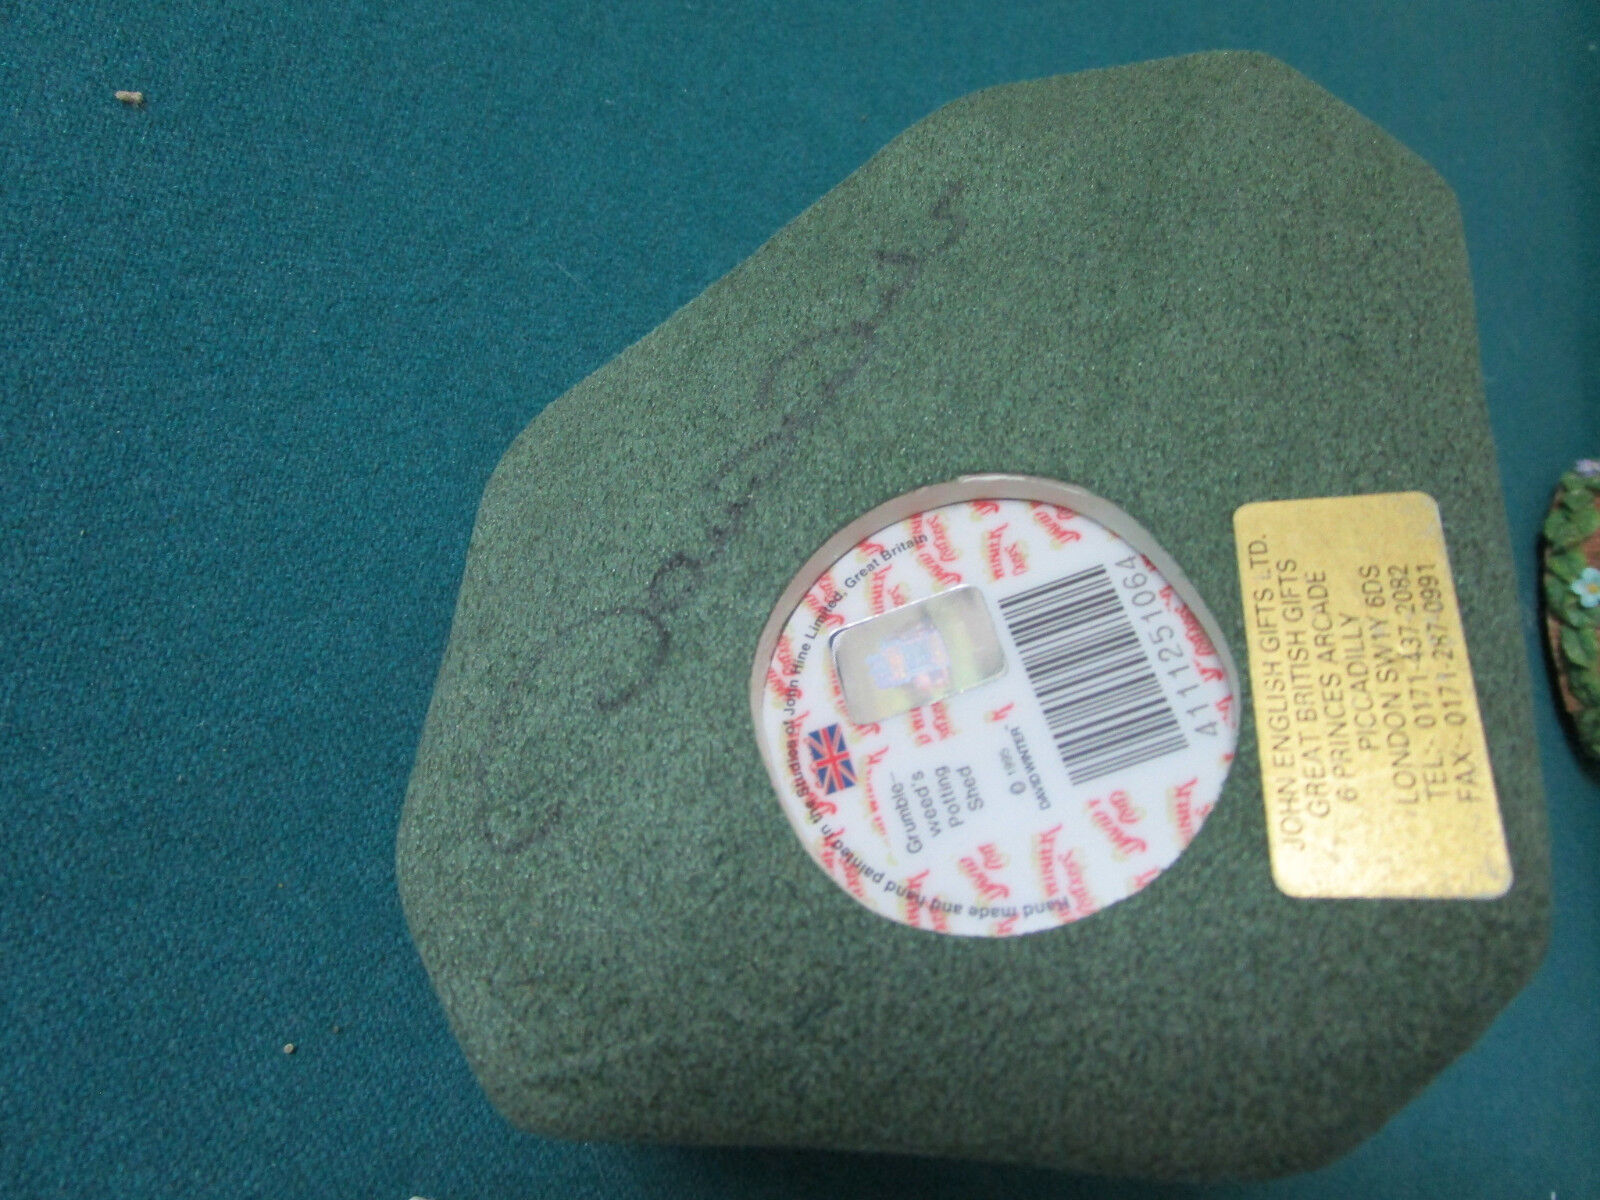 Hand made and hand painted in the Studios of John Hine Limited, Great Britain
Grumble-
weed's
Potting
Shed
© 1995
DAVID WINTER™
4111251064
JOHN ENGLISH GIFTS LTD.
GREAT BRITISH GIFTS
6 PRINCES ARCADE
PICCADILLY
LONDON SW1Y 6DS
TEL:- 0171-437-2082
FAX:- 0171-287-0991